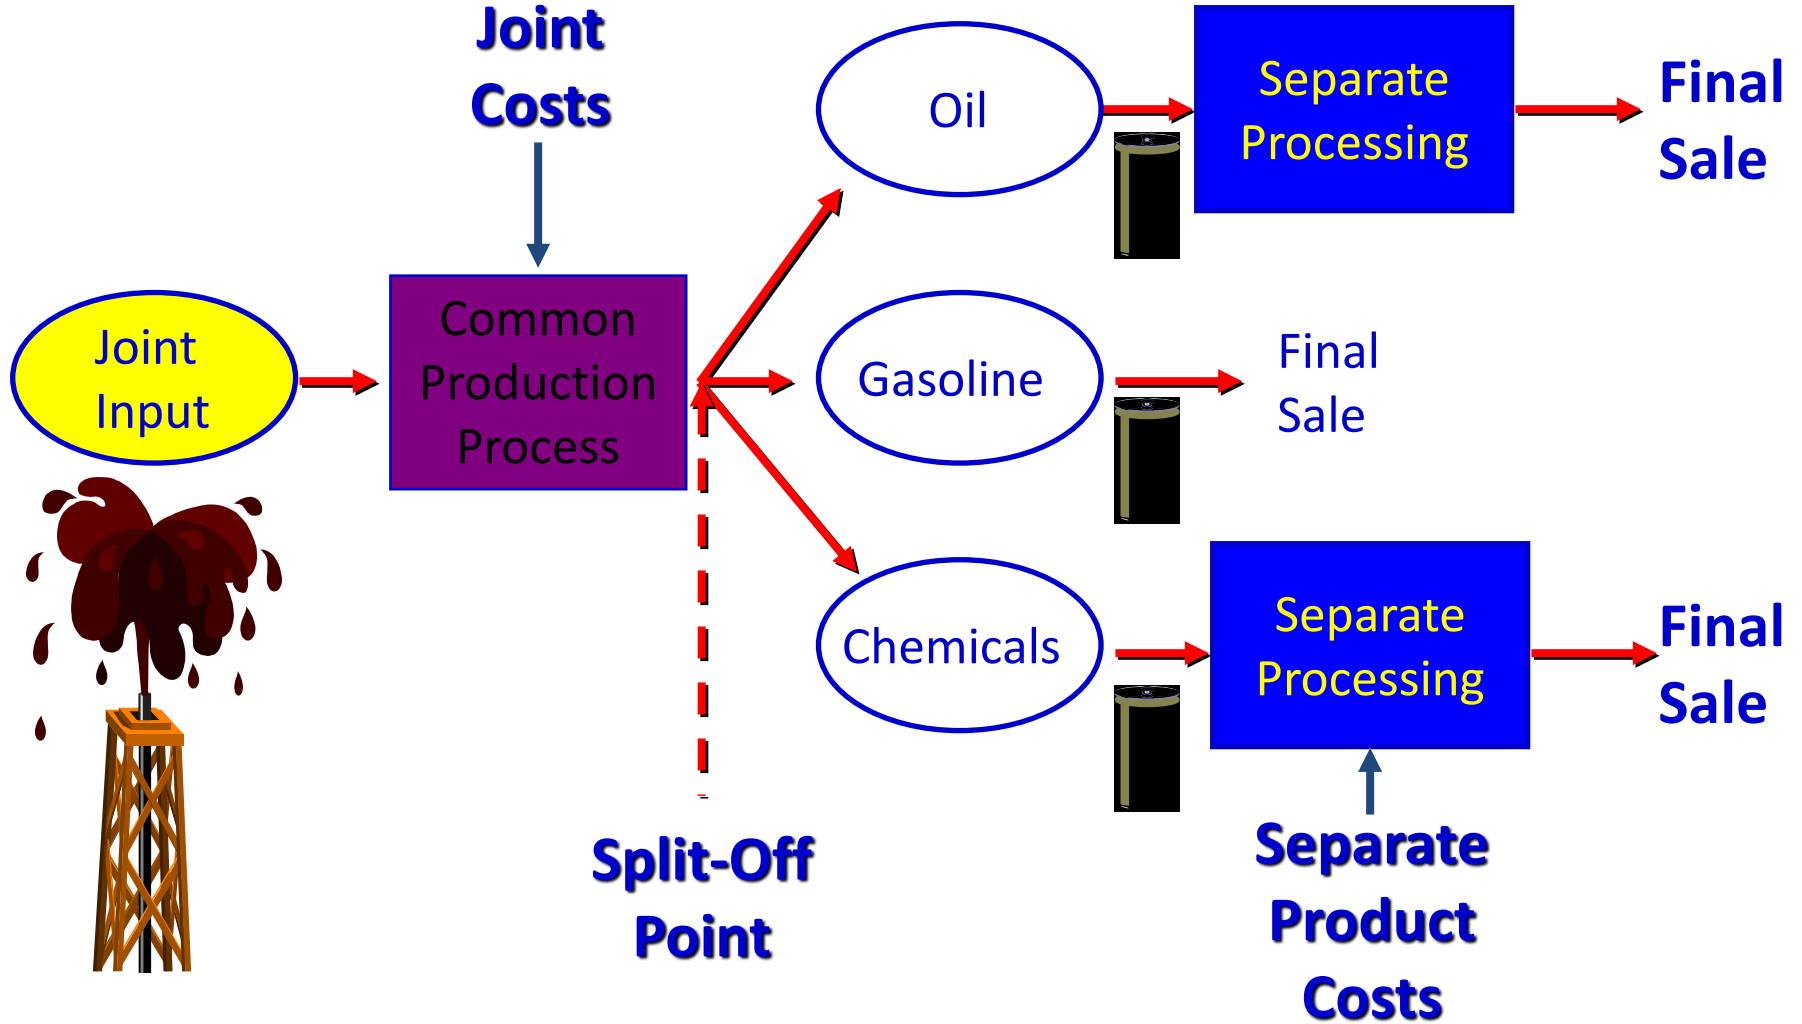 Joint
Costs
Oil
Separate
Processing
Final
Sale
Joint
Input
Common
Production
Process
Gasoline
Final
Sale
Chemicals
Separate
Processing
Final
Sale
Split-Off
Point
Separate
Product
Costs